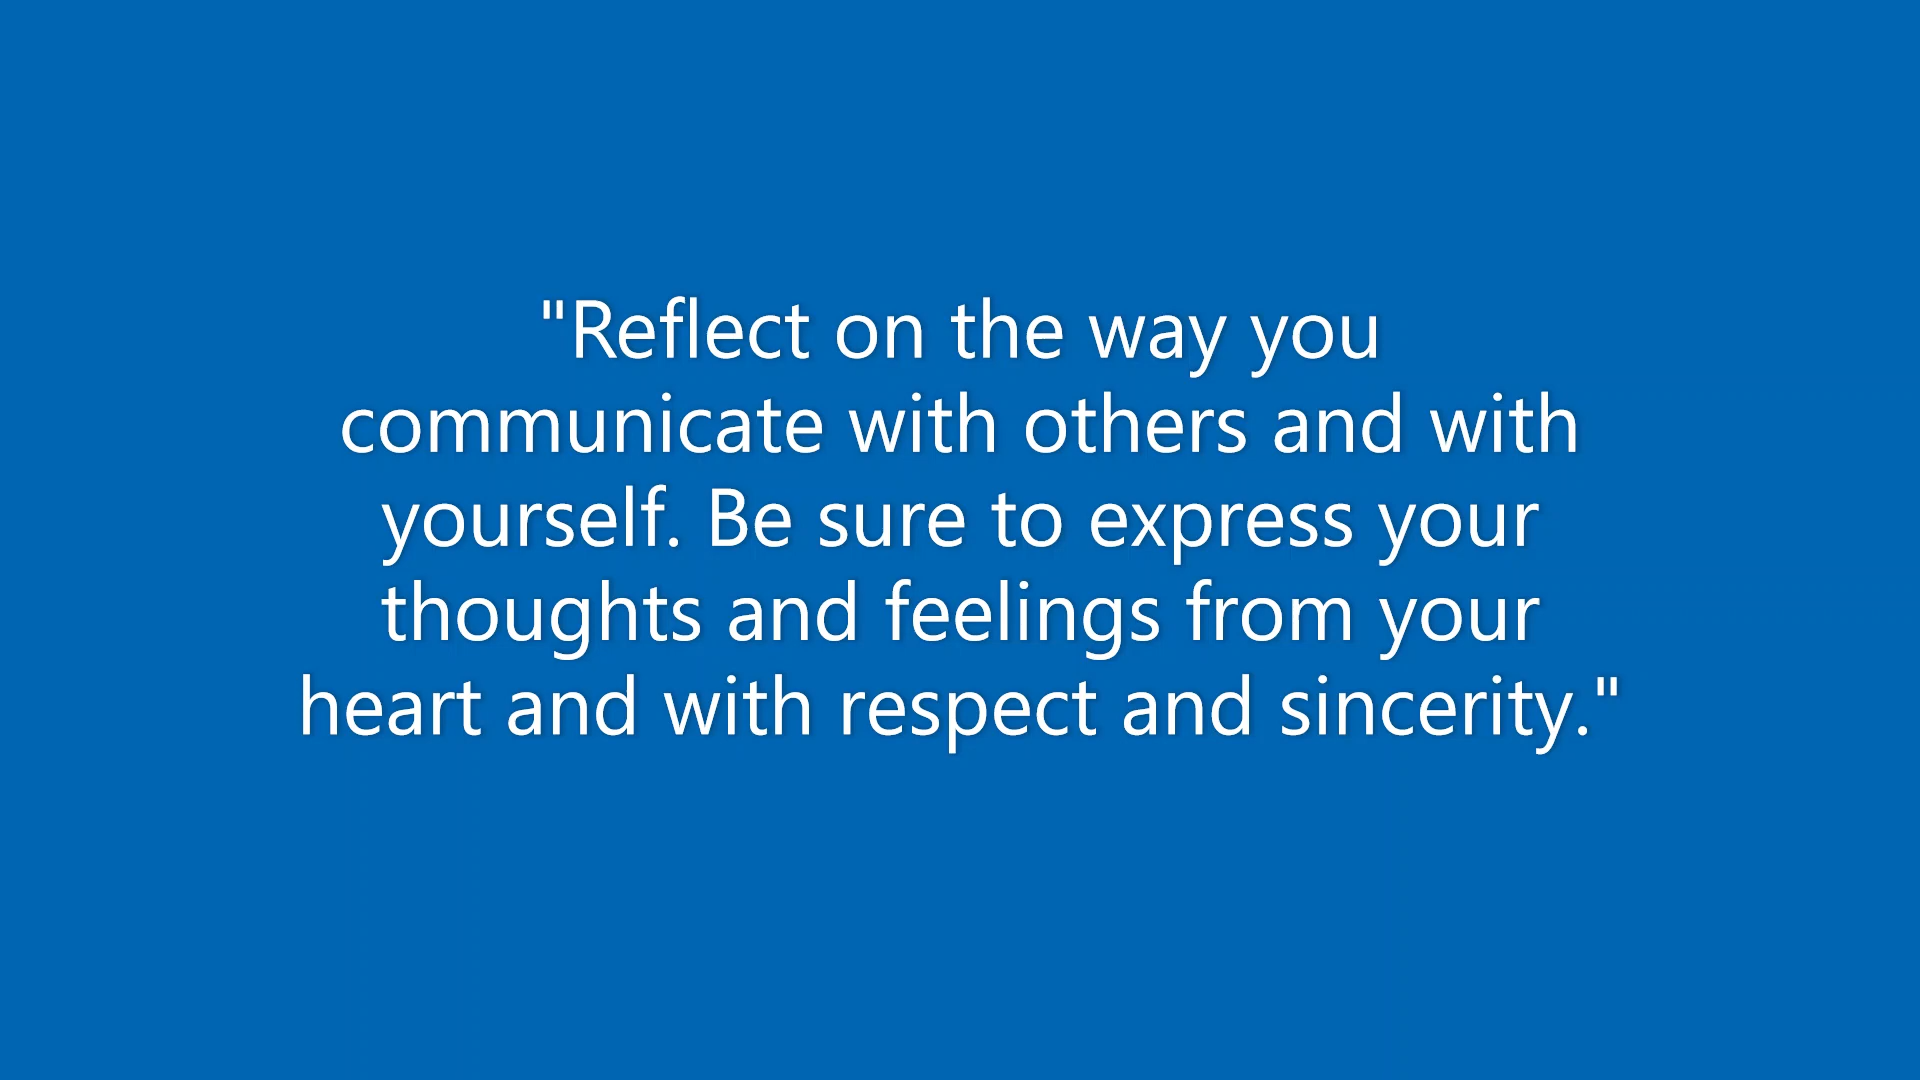 "Reflect on the way you
communicate with others and with
yourself. Be sure to express your
thoughts and feelings from your
heart and with respect and sincerity."